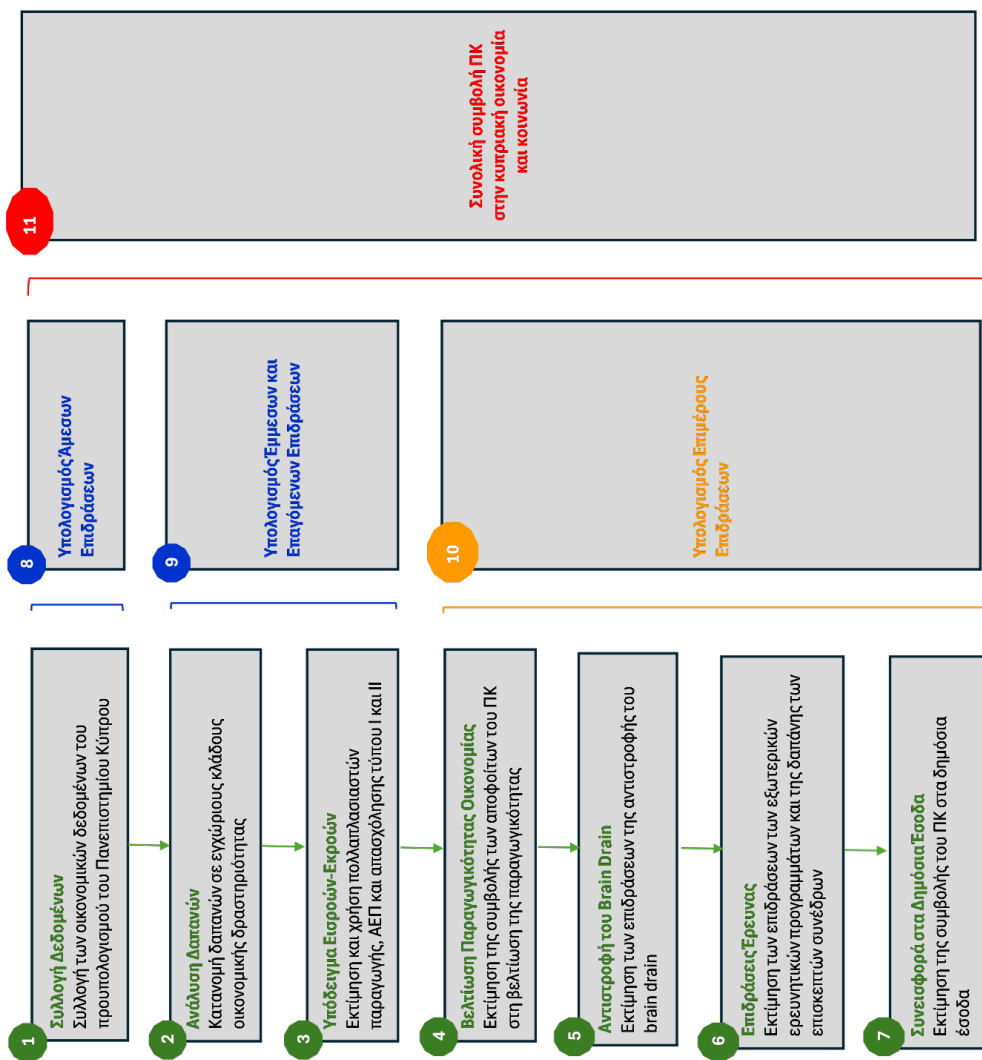 1
Συλλογή Δεδομένων
Συλλογή των οικονομικών δεδομένων του
προυπολογισμού του Πανεπιστημίου Κύπρου
2
Ανάλυση Δαπανών
Κατανομή δαπανών σε εγχώριους κλάδους
οικονομικής δραστηριότητας
3
Υπόδειγμα Εισροών-Εκροών
Εκτίμηση και χρήση πολλαπλασιαστών
παραγωγής, ΑΕΠ και απασχόλησης τύπου Ι και ΙΙ
4
Βελτίωση Παραγωγικότητας Οικονομίας
Εκτίμηση της συμβολής των αποφοίτων του ΠΚ
στη βελτίωση της παραγωγικότητας
5
Αντιστροφή του Brain Drain
Εκτίμηση των επιδράσεων της αντιστροφής του
brain drain
6
Επιδράσεις Έρευνας
Εκτίμηση των επιδράσεων των εξωτερικών
ερευνητικών προγραμμάτων και της δαπάνης των
επισκεπτών συνέδρων
7
Συνεισφορά στα Δημόσια Έσοδα
Εκτίμηση της συμβολής του ΠΚ στα δημόσια
έσοδα
8
Υπολογισμός Άμεσων
Επιδράσεων
9
Υπολογισμός Έμμεσων και
Επαγόμενων Επιδράσεων
10
Υπολογισμός Επιμέρους
Επιδράσεων
11
Συνολική συμβολή ΠΚ
στην κυπριακή οικονομία
και κοινωνία